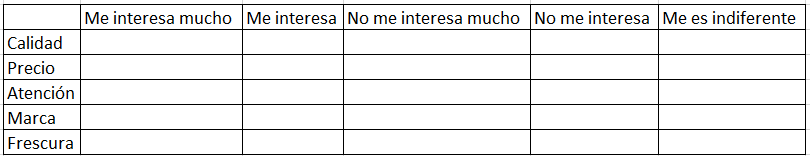 Me interesa mucho Me interesa No me interesa mucho No me interesa Me es indiferente
Calidad
Precio
Atención
Marca
Frescura